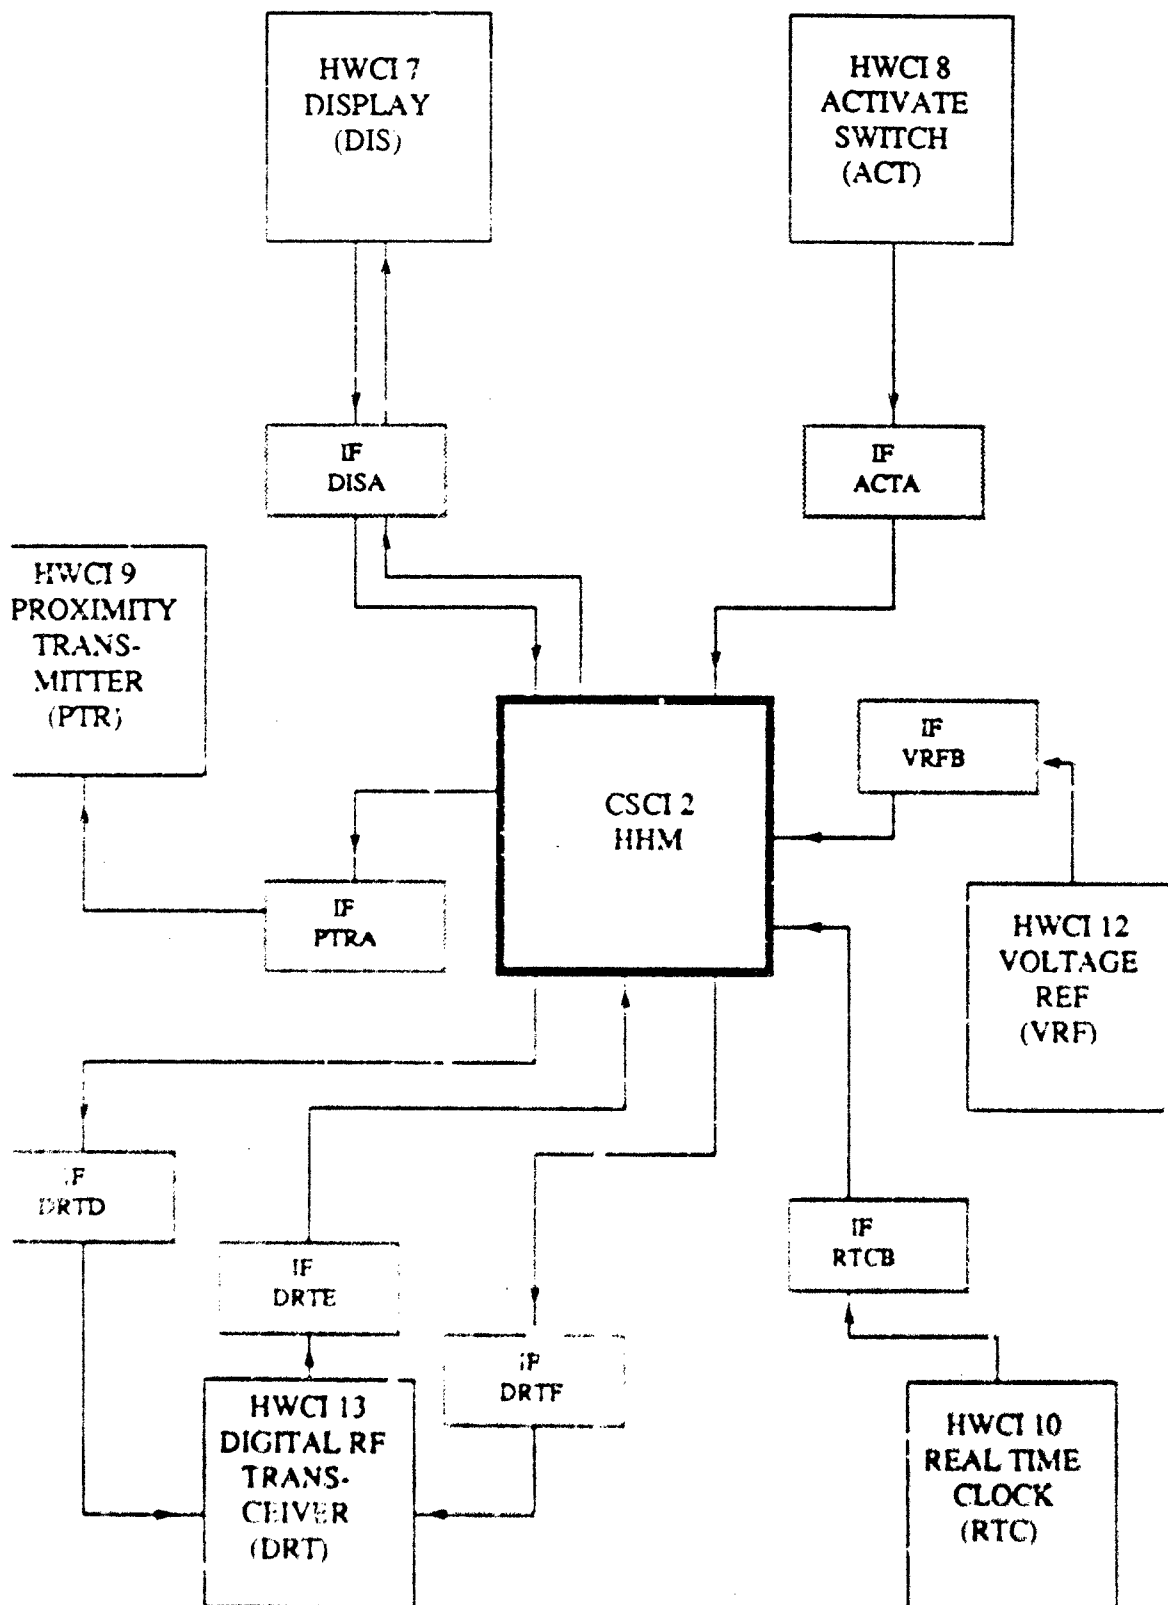 HWCI 7
DISPLAY
(DIS)
HWCI 8
ACTIVATE
SWITCH
(ACT)
IF
DISA
IF
ACTA
HWCI 9
PROXIMITY
TRANS-
MITTER
(PTR)
IF
VRFB
CSCI 2
HHM
IF
PTRA
HWCI 12
VOLTAGE
REF
(VRF)
IF
DRTD
IF
DRTE
IF
RTCB
IF
DRTF
HWCI 13
DIGITAL RF
TRANS-
CEIVER
(DRT)
HWCI 10
REAL TIME
CLOCK
(RTC)